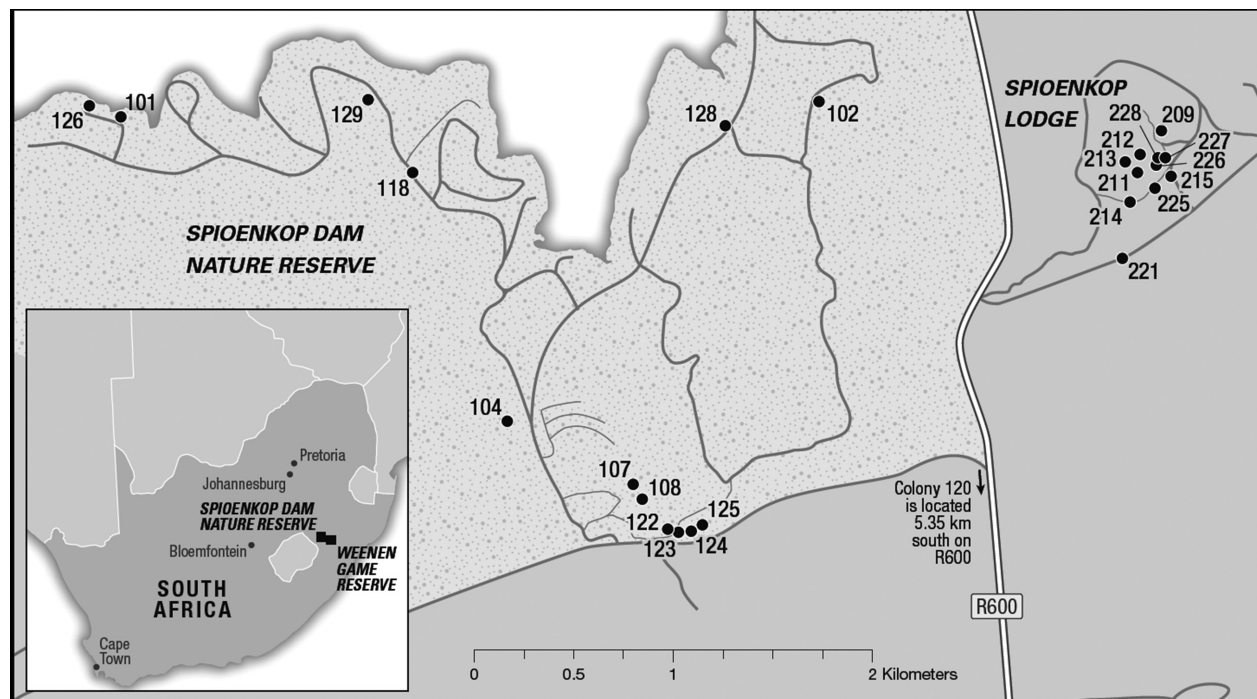 126
101
129
118
128
102
SPIOENKOP
LODGE
228
209
212
227
213
226
211
215
214
225
221
SPIOENKOP DAM
NATURE RESERVE
104
107
108
122
125
123
124
Colony 120
is located
5.35 km
south on
R600
R600
Pretoria
Johannesburg
SPIOENKOP DAM
NATURE RESERVE
Bloemfontein
WEENEN
GAME
RESERVE
SOUTH
AFRICA
Cape
Town
0 0.5 1 2 Kilometers